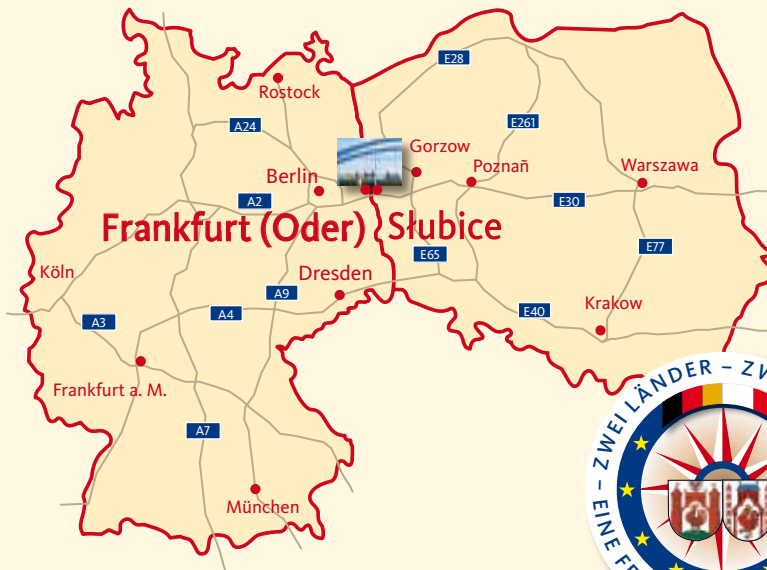 E28
Rostock
A24
E261
Gorzow
Berlin
Poznañ
Warszawa
A2
E30
Frankfurt (Oder)
Słubice
E77
E65
Köln
Dresden
A9
A3
A4
E40
Krakow
Frankfurt a. M.
A7
München
EINE
– ZWEI LÄNDER –